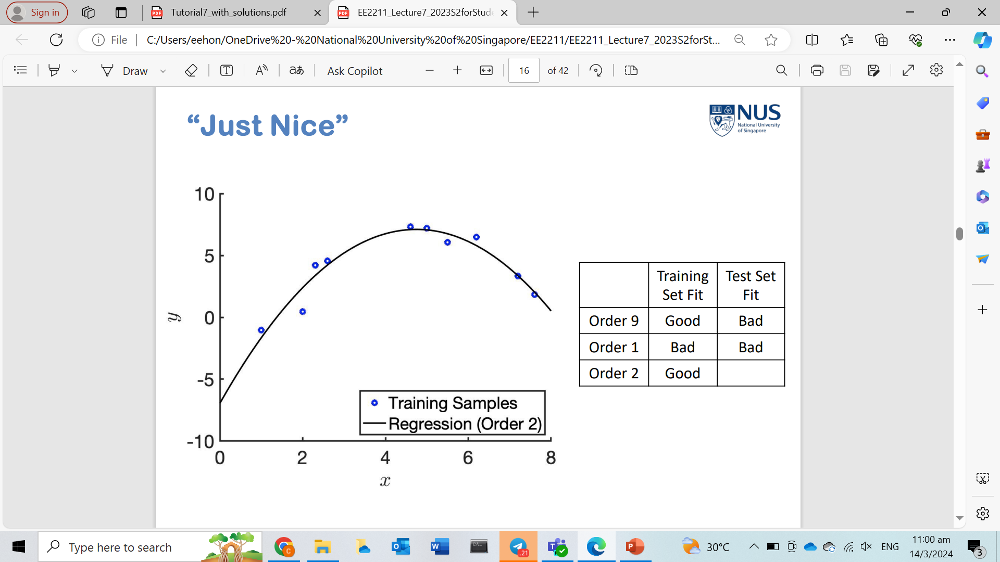 Sign in
Tutorial7_with_solutions.pdf
EE2211_Lecture7_2023S2forStude
File
C:/Users/eehon/OneDrive%20-%20National%20University%20of%20Singapore/EE2211/EE2211_Lecture7_2023S2forSt...
Draw
A
aあ
Ask Copilot
16
of 42
“Just Nice”
NUS
National University
of Singapore
10
5
0
-5
-10
y
0 2 4 6 8
x
Training Samples
Regression (Order 2)
Training Set Fit
Test Set Fit
Order 9 Good Bad
Order 1 Bad Bad
Order 2 Good
Type here to search
..21
30°C
ENG
11:00 am
14/3/2024
3